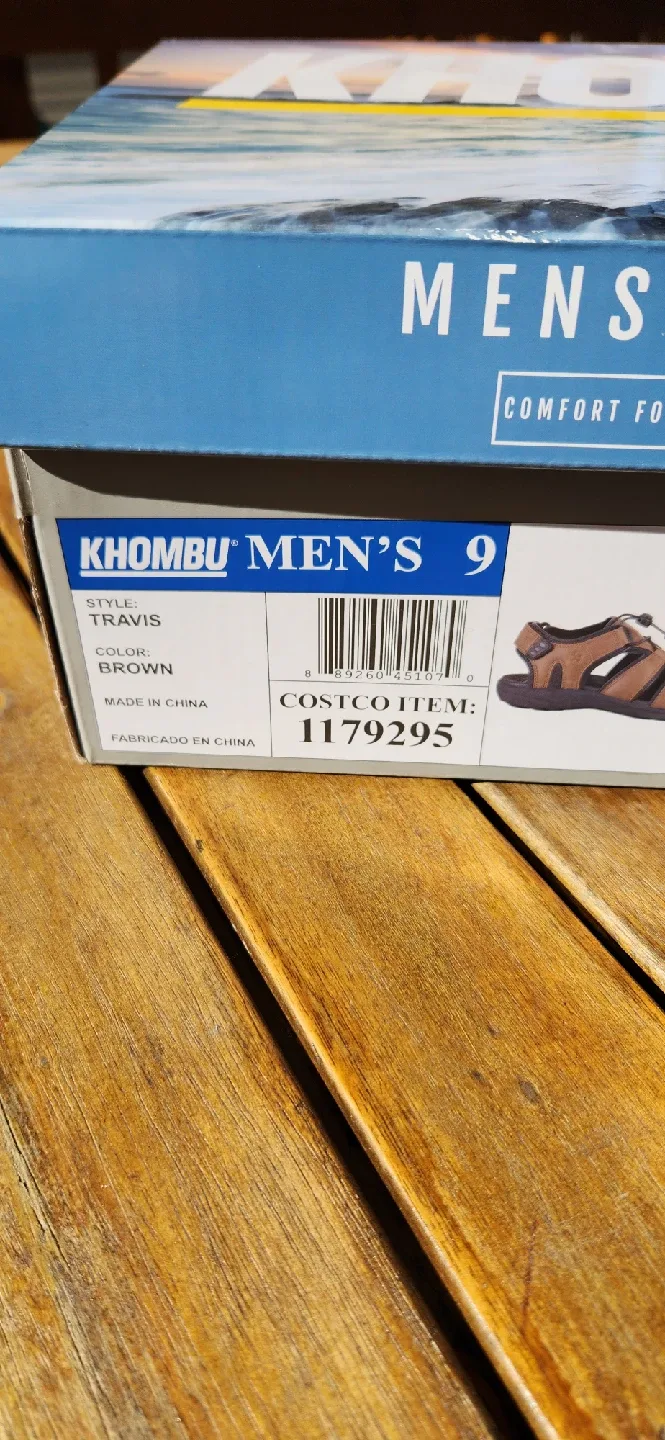 KHO
MENS
COMFORT FO
KHOMBU® MEN'S 9
STYLE:
TRAVIS
COLOR:
BROWN
MADE IN CHINA
FABRICADO EN CHINA
8 89260 45107 0
COSTCO ITEM:
1179295